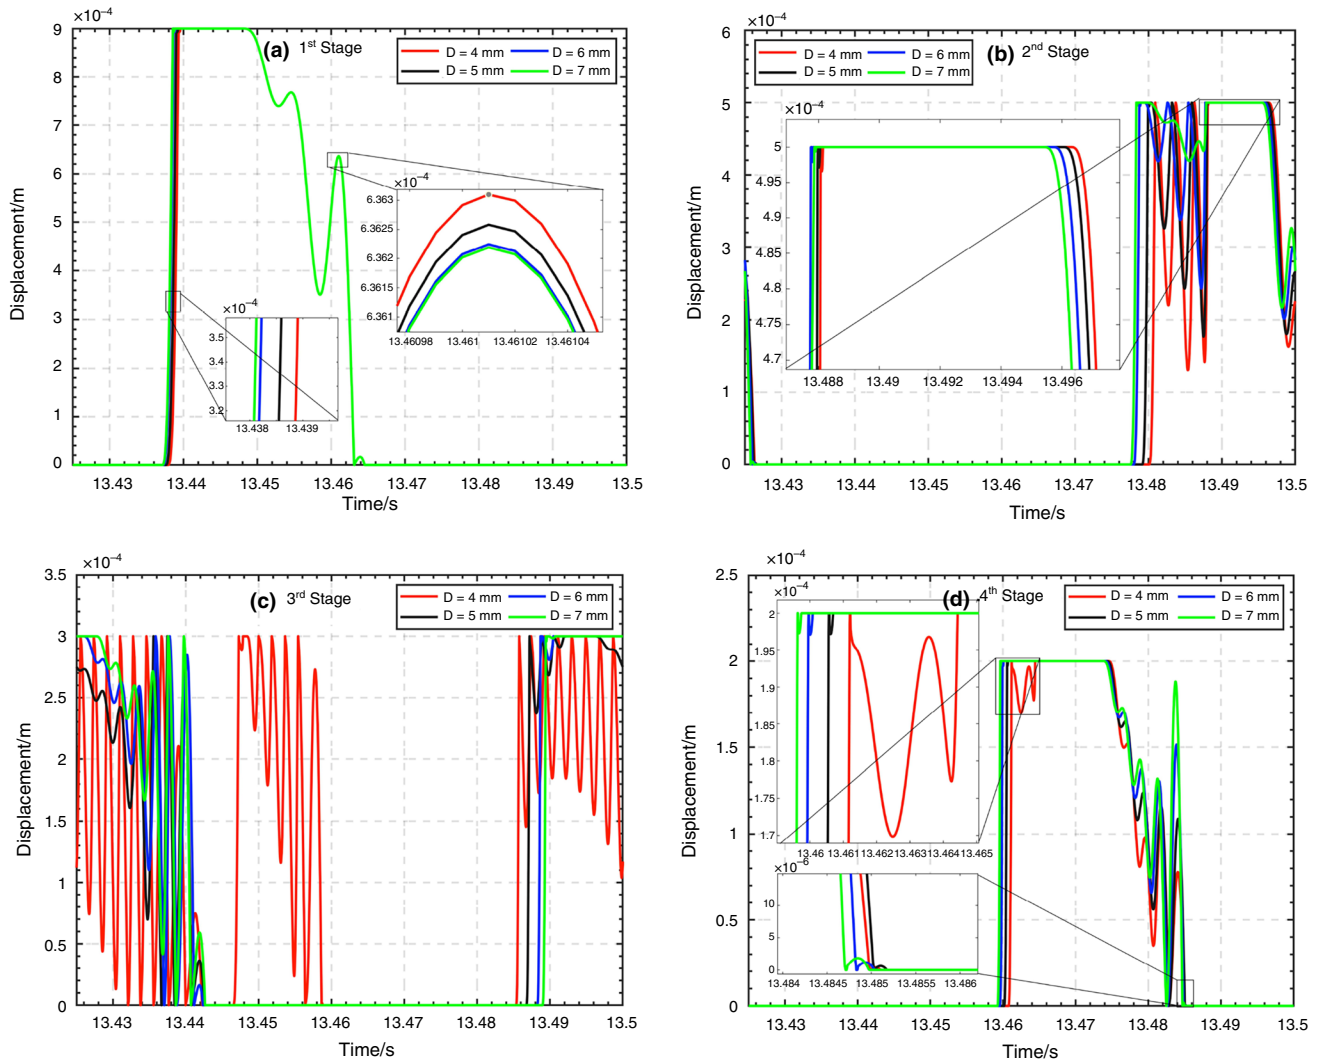 ×10⁻⁴
9
8
7
6
5
4
3
2
1
0
Displacement/m
(a) 1st Stage
D = 4 mm D = 6 mm
D = 5 mm D = 7 mm
×10⁻⁴
6.363
6.3625
6.362
6.3615
6.361
13.46098 13.461 13.46102 13.46104
×10⁻⁴
3.5
3.4
3.3
3.2
13.438 13.439
13.43 13.44 13.45 13.46 13.47 13.48 13.49 13.5
Time/s
×10⁻⁴
6
5
4
3
2
1
0
Displacement/m
(b) 2nd Stage
D = 4 mm D = 6 mm
D = 5 mm D = 7 mm
×10⁻⁴
5
4.95
4.9
4.85
4.8
4.75
4.7
13.488 13.49 13.492 13.494 13.496
13.43 13.44 13.45 13.46 13.47 13.48 13.49 13.5
Time/s
×10⁻⁴
3.5
3
2.5
2
1.5
1
0.5
0
Displacement/m
(c) 3rd Stage
D = 4 mm D = 6 mm
D = 5 mm D = 7 mm
13.43 13.44 13.45 13.46 13.47 13.48 13.49 13.5
Time/s
×10⁻⁴
2.5
2
1.5
1
0.5
0
Displacement/m
(d) 4th Stage
D = 4 mm D = 6 mm
D = 5 mm D = 7 mm
×10⁻⁴
2
1.95
1.9
1.85
1.8
1.75
1.7
13.46 13.461 13.462 13.463 13.464 13.465
×10⁻⁶
10
5
0
13.484 13.4845 13.485 13.4855 13.486
13.43 13.44 13.45 13.46 13.47 13.48 13.49 13.5
Time/s